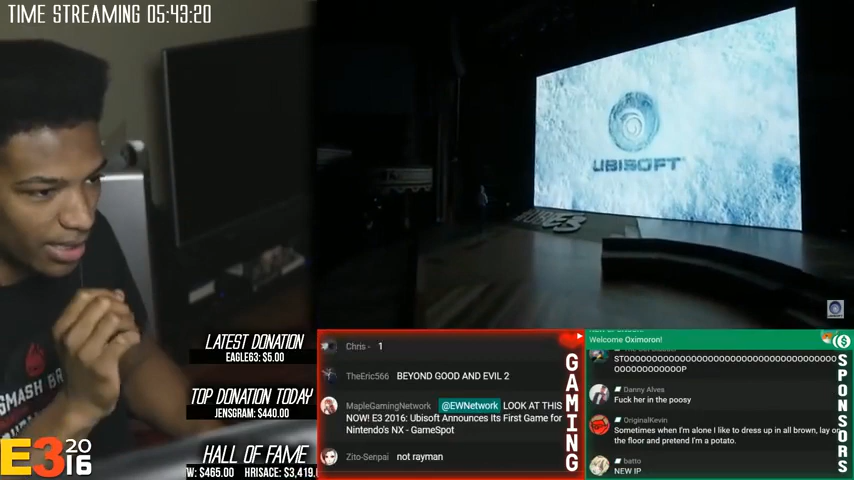 TIME STREAMING 05:43:20
UBISOFT
SMASH BR
LATEST DONATION
EAGLE63: $5.00
TOP DONATION TODAY
JENSGRAM: $440.00
HALL OF FAME
W: $465.00 HRISACE: $3,419.
E3 2016
Chris - 1
TheEric566 BEYOND GOOD AND EVIL 2
MapleGamingNetwork @EWNetwork LOOK AT THIS
NOW! E3 2016: Ubisoft Announces Its First Game for
Nintendo's NX - GameSpot
Zito-Senpai not rayman
GAMING
Welcome Oximoron!
Danny Alves
Fuck her in the poosy
OriginalKevin
Sometimes when I'm alone I like to dress up in all brown, lay on
the floor and pretend I'm a potato.
batto
NEW IP
SPONSORS